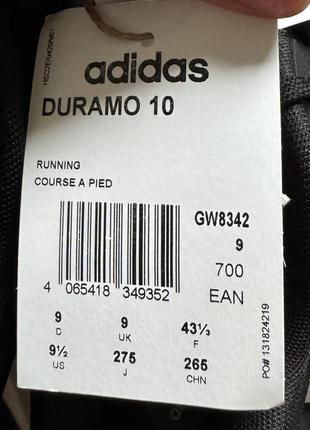 adidas
DURAMO 10
RUNNING
COURSE A PIED
GW8342
9
700
EAN
4 065418 349352
9 9 43⅓
D UK F
9½ 275 265
US J CHN
PO# 131824219